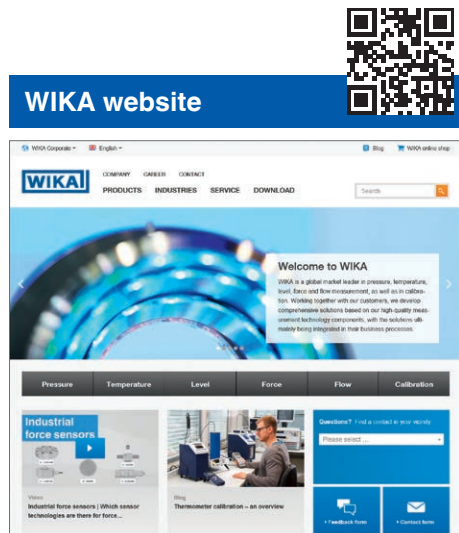 WIKA website
WIKA Corporate
English
Blog
WIKA online shop
WIKA
COMPANY CAREER CONTACT
PRODUCTS INDUSTRIES SERVICE DOWNLOAD
Search
Welcome to WIKA
WIKA is a global market leader in pressure, temperature,
level, force and flow measurement, as well as in calibra-
tion. Working together with our customers, we develop
comprehensive solutions based on our high-quality meas-
urement technology components, with the solutions ulti-
mately being integrated in their business processes.
Pressure Temperature Level Force Flow Calibration
Industrial
force sensors
Video
Industrial force sensors | Which sensor
technologies are there for force...
Blog
Thermometer calibration – an overview
Questions? Find a contact in your vicinity
Please select ...
Feedback form
Contact form